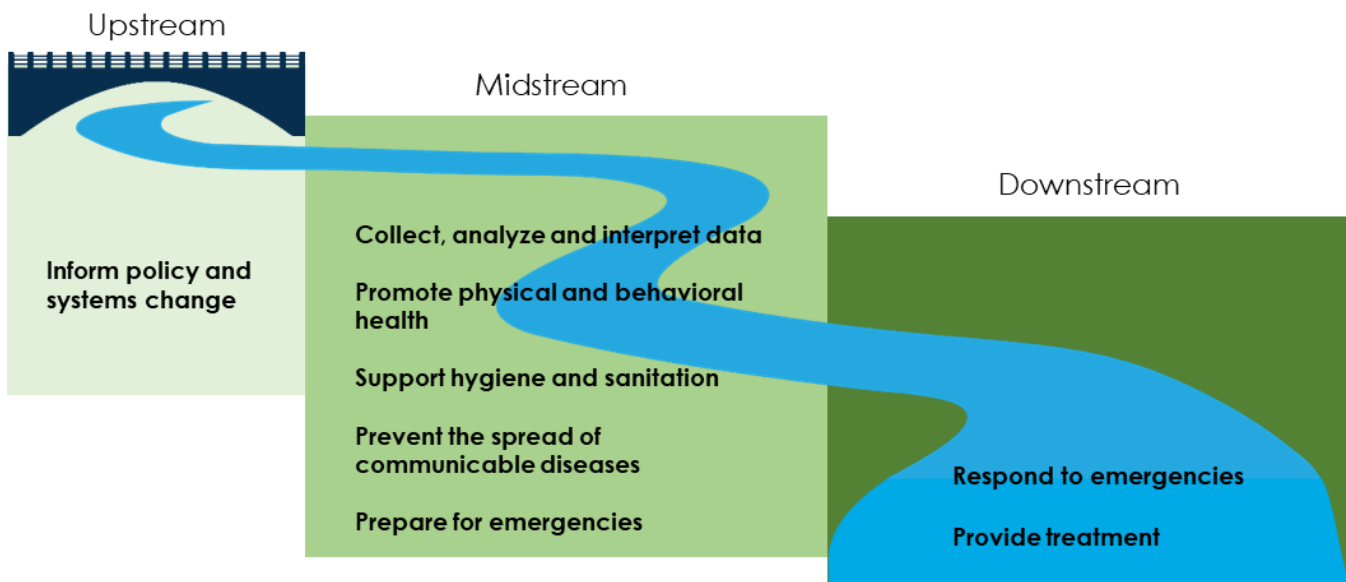 Upstream
Midstream
Downstream
Inform policy and
systems change
Collect, analyze and interpret data
Promote physical and behavioral
health
Support hygiene and sanitation
Prevent the spread of
communicable diseases
Prepare for emergencies
Respond to emergencies
Provide treatment